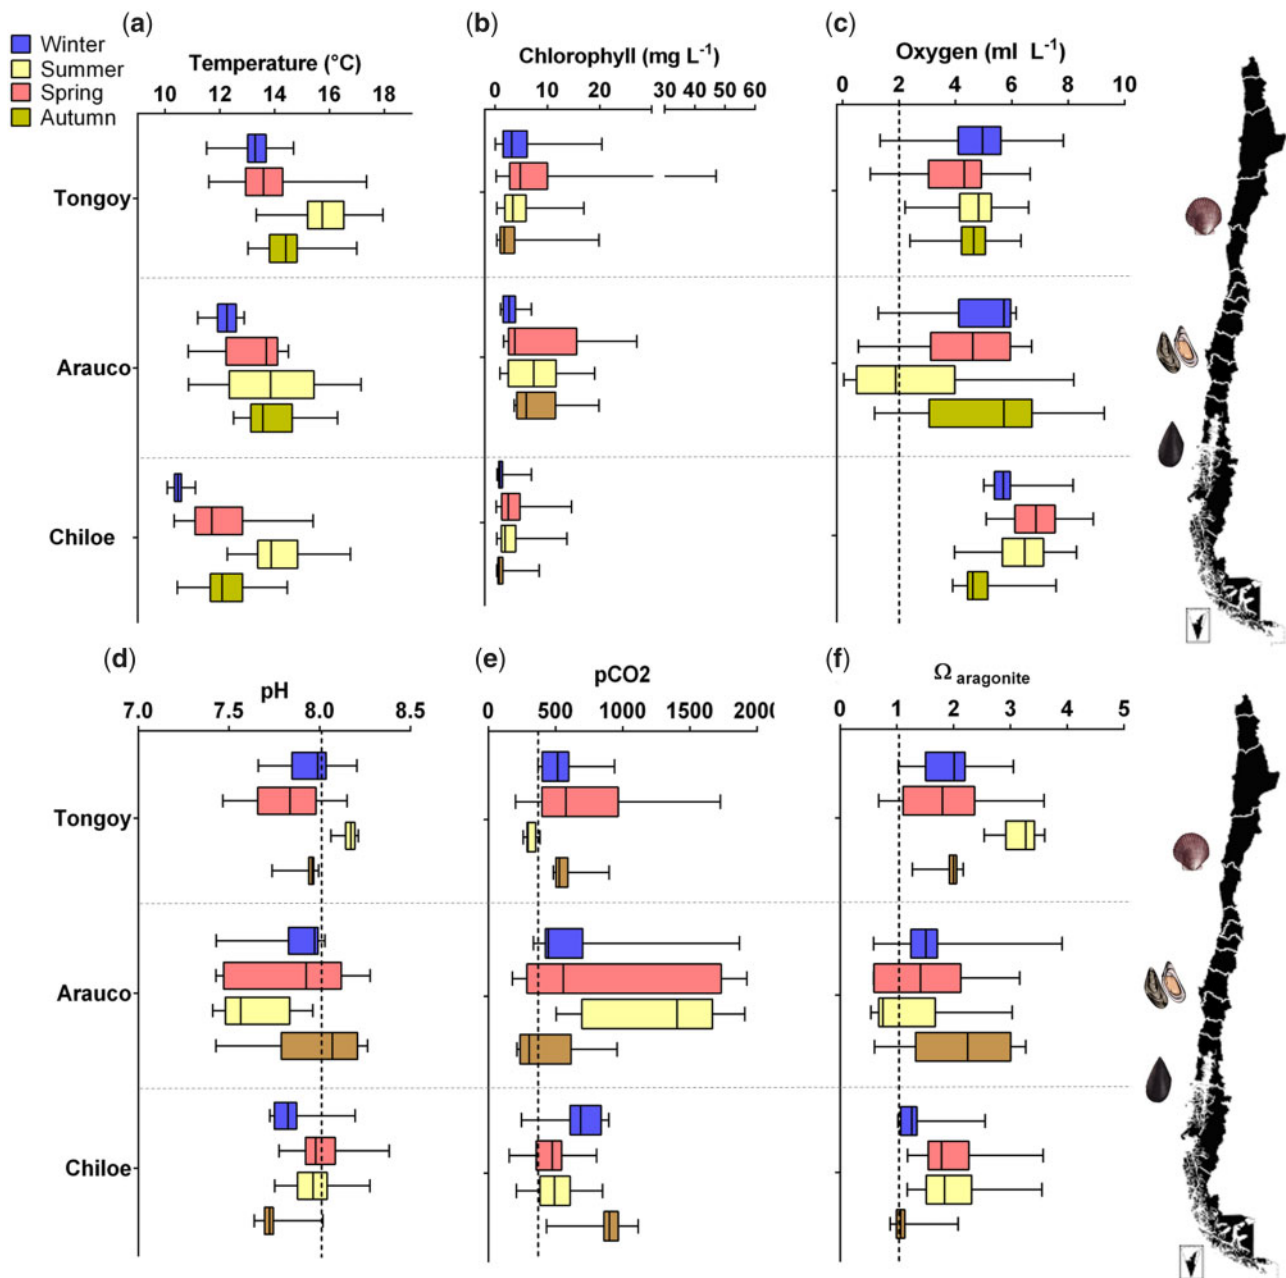 (a)
(b)
(c)
Winter
Summer
Spring
Autumn
Temperature (°C)
Chlorophyll (mg L⁻¹)
Oxygen (ml L⁻¹)
10 12 14 16 18
0 10 20 30 40 50 60
0 2 4 6 8 10
Tongoy
Arauco
Chiloe
(d)
(e)
(f)
pH
pCO2
Ω aragonite
7.0 7.5 8.0 8.5
0 500 1000 1500 2000
0 1 2 3 4 5
Tongoy
Arauco
Chiloe